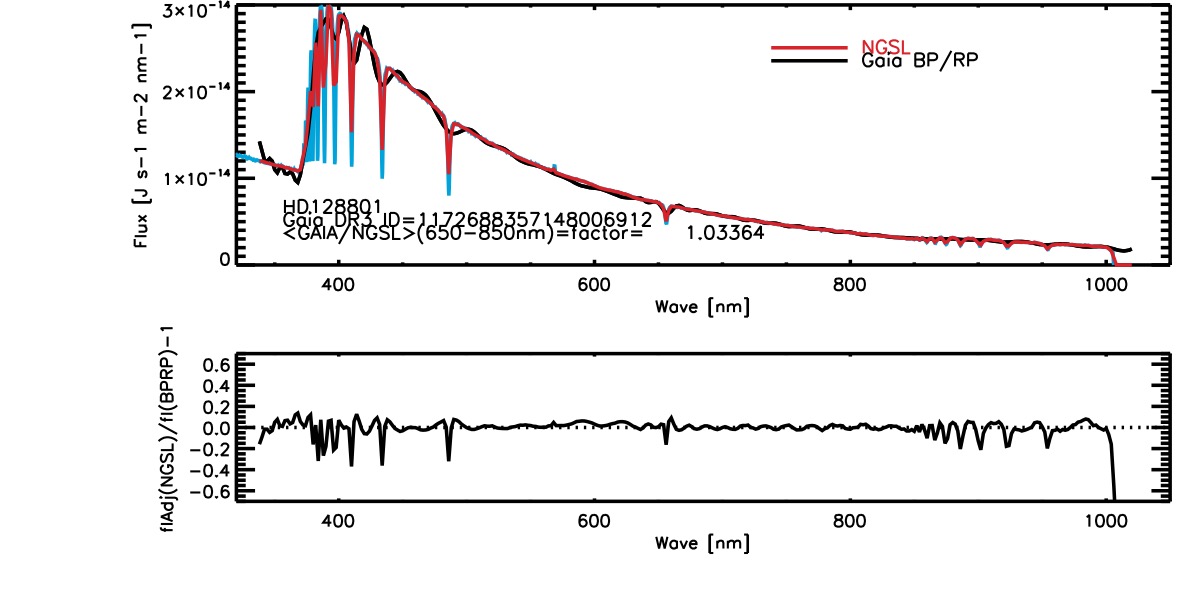 3×10−14
2×10−14
1×10−14
0
Flux [J s−1 m−2 nm−1]
NGSL
Gaia BP/RP
HD128801
Gaia DR3 ID=1172688357148006912
<GAIA/NGSL>(650−850nm)=factor= 1.03364
400 600 800 1000
Wave [nm]
0.6
0.4
0.2
0.0
−0.2
−0.4
−0.6
flAdj(NGSL)/fl(BPRP)−1
400 600 800 1000
Wave [nm]